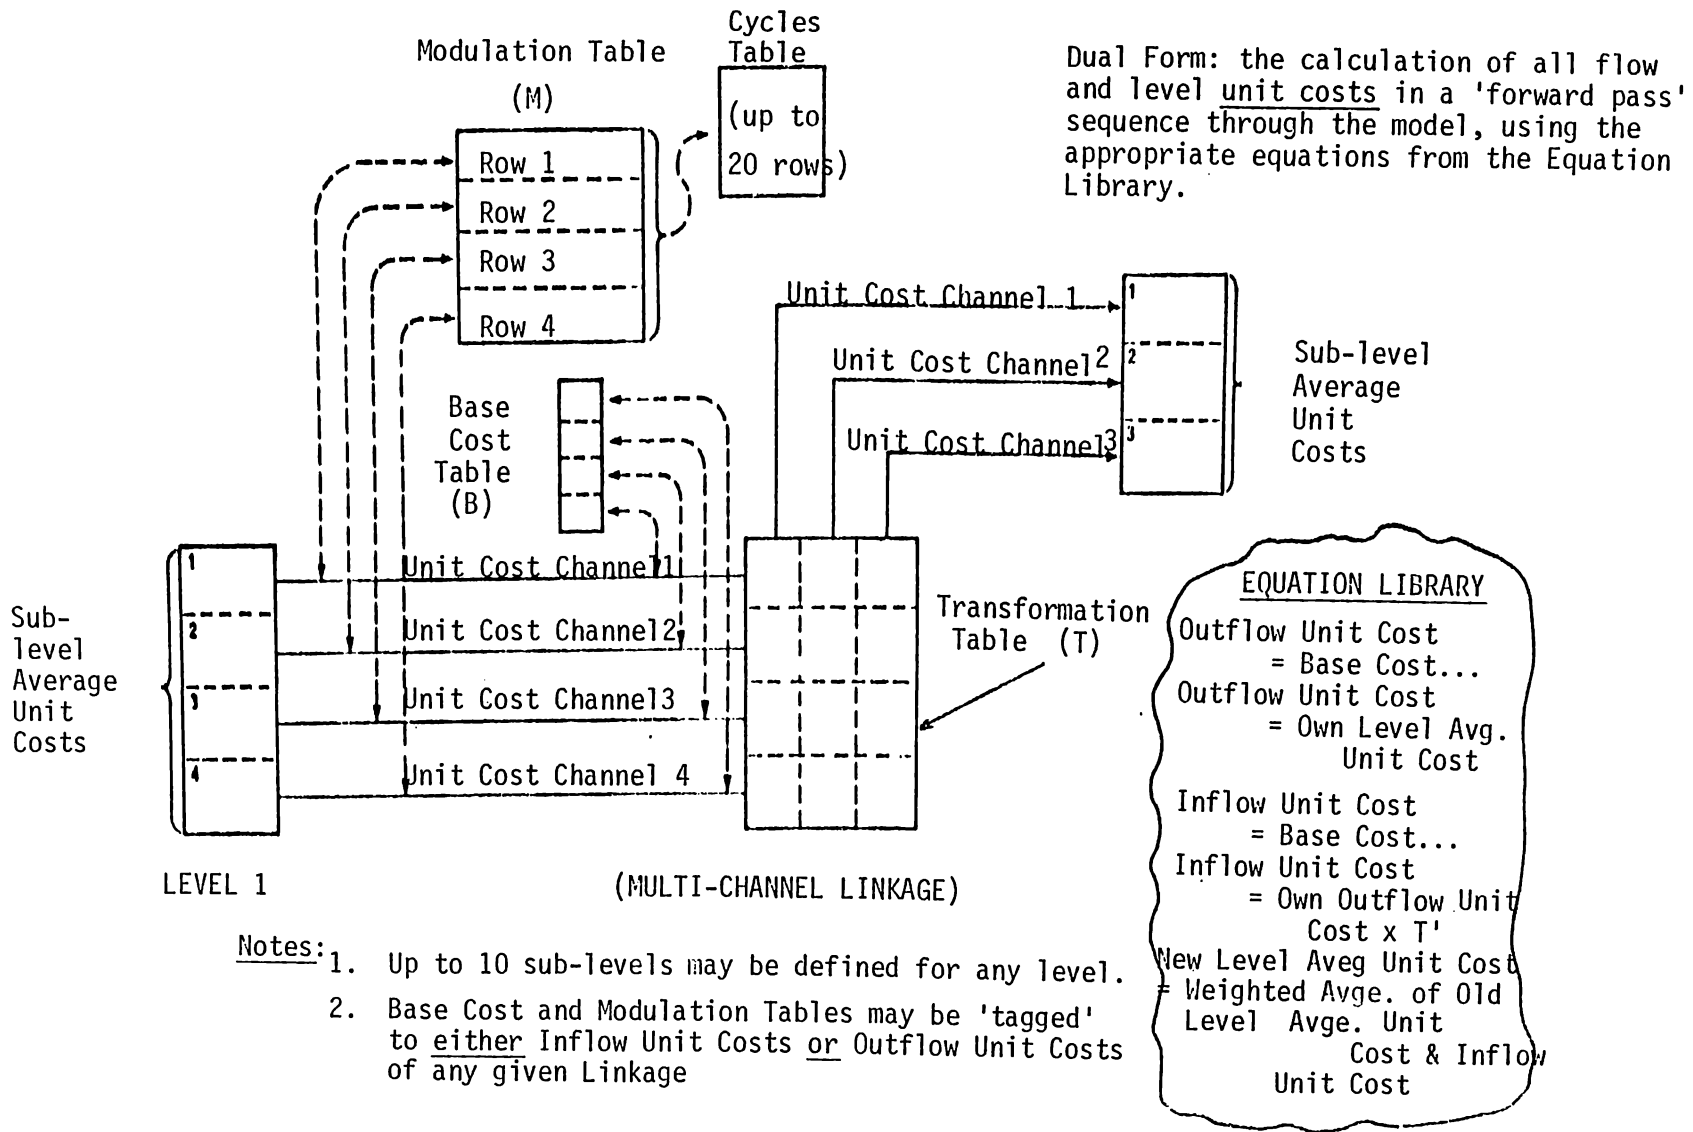 Modulation Table
(M)
Cycles
Table
(up to
20 rows)
Row 1
Row 2
Row 3
Row 4
Dual Form: the calculation of all flow
and level unit costs in a 'forward pass'
sequence through the model, using the
appropriate equations from the Equation
Library.
Base
Cost
Table
(B)
Unit Cost Channel 1
Unit Cost Channel 2
Unit Cost Channel 3
1
2
3
Sub-level
Average
Unit
Costs
Sub-
level
Average
Unit
Costs
1
2
3
4
Unit Cost Channel 1
Unit Cost Channel 2
Unit Cost Channel 3
Unit Cost Channel 4
Transformation
Table (T)
LEVEL 1
(MULTI-CHANNEL LINKAGE)
EQUATION LIBRARY
Outflow Unit Cost
= Base Cost...
Outflow Unit Cost
= Own Level Avg.
Unit Cost
Inflow Unit Cost
= Base Cost...
Inflow Unit Cost
= Own Outflow Unit
Cost x T'
New Level Aveg Unit Cost
= Weighted Avge. of Old
Level Avge. Unit
Cost & Inflow
Unit Cost
Notes:
1. Up to 10 sub-levels may be defined for any level.
2. Base Cost and Modulation Tables may be 'tagged'
to either Inflow Unit Costs or Outflow Unit Costs
of any given Linkage